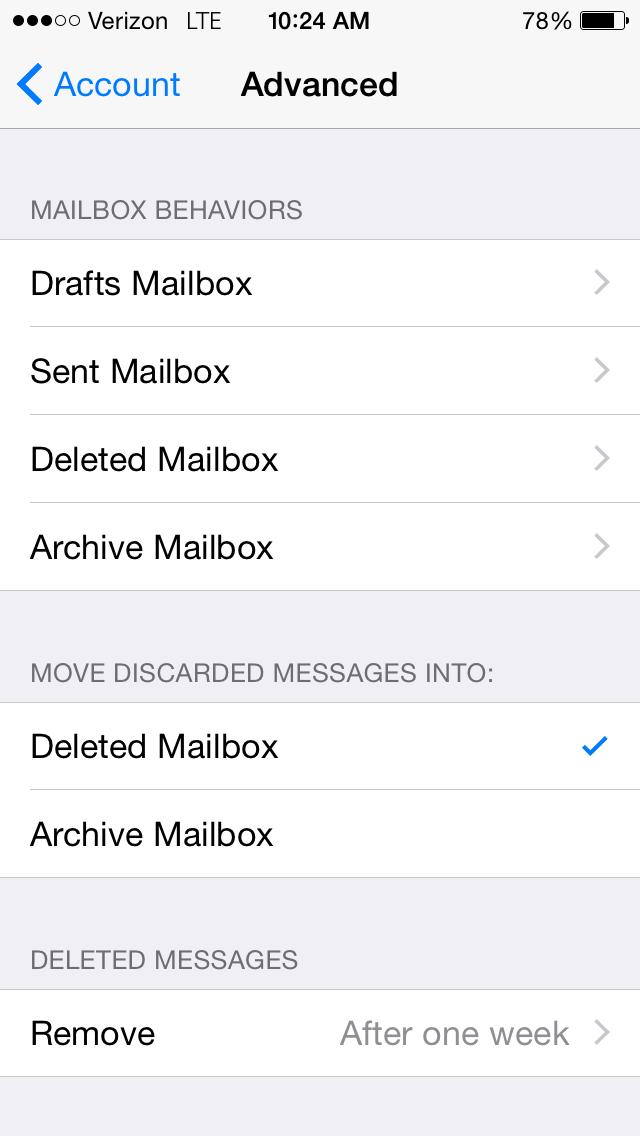 Verizon LTE 10:24 AM 78%
Account Advanced
MAILBOX BEHAVIORS
Drafts Mailbox
Sent Mailbox
Deleted Mailbox
Archive Mailbox
MOVE DISCARDED MESSAGES INTO:
Deleted Mailbox
Archive Mailbox
DELETED MESSAGES
Remove After one week